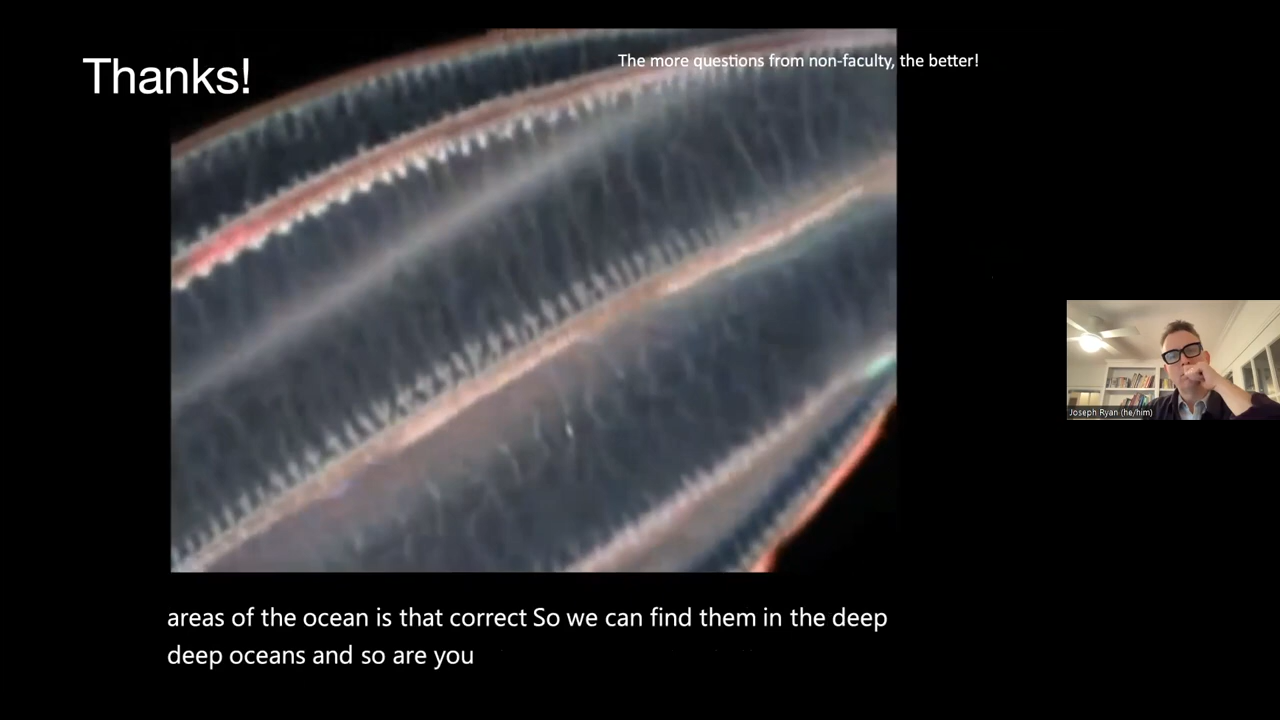 Thanks!
The more questions from non-faculty, the better!
Joseph Ryan (he/him)
areas of the ocean is that correct So we can find them in the deep
deep oceans and so are you